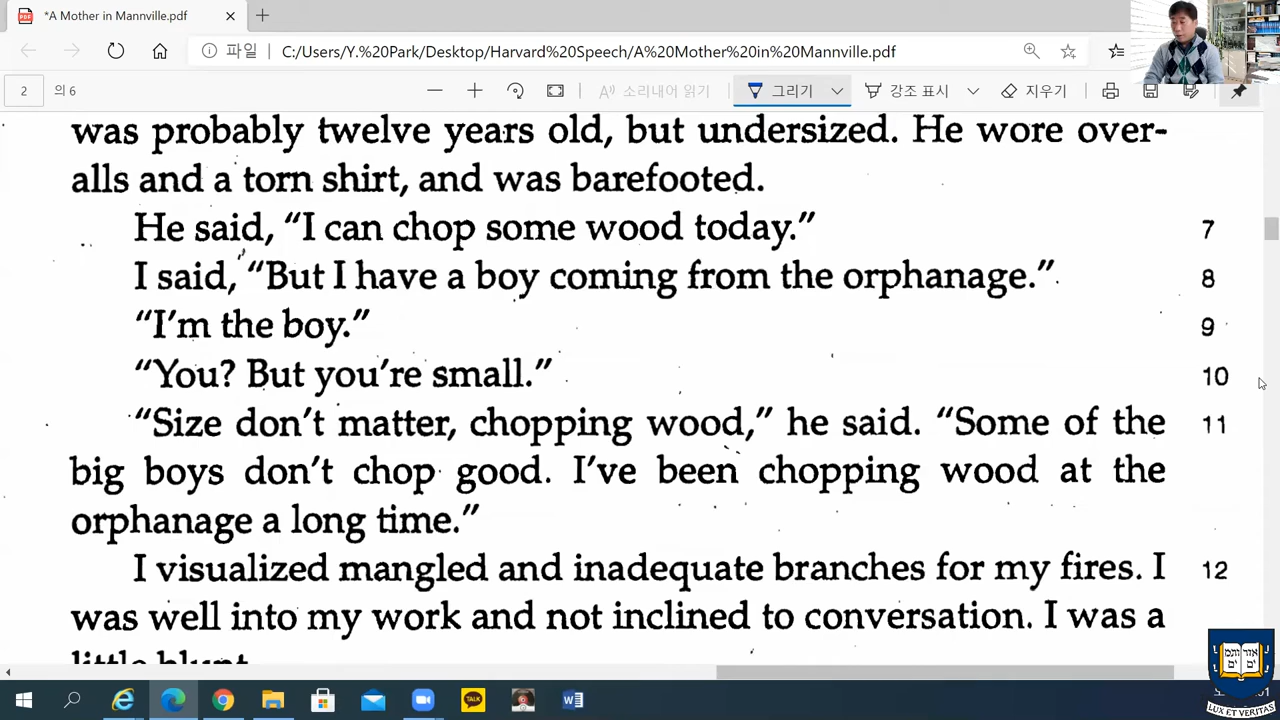 *A Mother in Mannville.pdf
파일 C:/Users/Y.%20Park/Desktop/Harvard%20Speech/A%20Mother%20in%20Mannville.pdf
2 의 6 소리내어 읽기 그리기 강조 표시 지우기
was probably twelve years old, but undersized. He wore over-
alls and a torn shirt, and was barefooted.
He said, “I can chop some wood today.” 7
I said, “But I have a boy coming from the orphanage.” 8
“I’m the boy.” 9
“You? But you’re small.” 10
“Size don’t matter, chopping wood,” he said. “Some of the 11
big boys don’t chop good. I’ve been chopping wood at the
orphanage a long time.”
I visualized mangled and inadequate branches for my fires. I 12
was well into my work and not inclined to conversation. I was a
little blunt.
TALK
LUX ET VERITAS